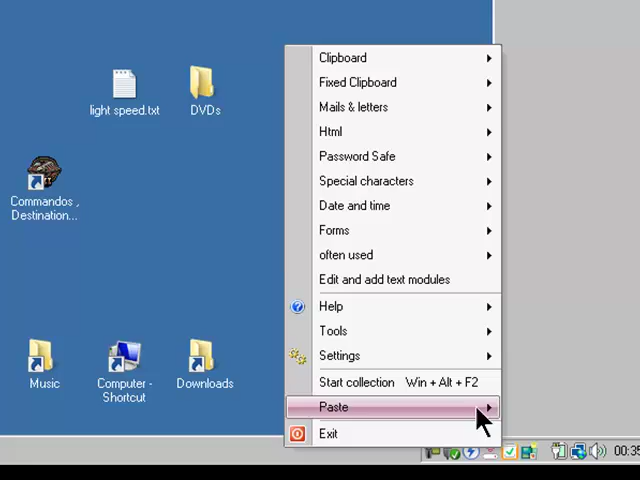 light speed.txt
DVDs
Commandos ,
Destination...
Music
Computer -
Shortcut
Downloads
Clipboard
Fixed Clipboard
Mails & letters
Html
Password Safe
Special characters
Date and time
Forms
often used
Edit and add text modules
Help
Tools
Settings
Start collection Win + Alt + F2
Paste
Exit
00:35